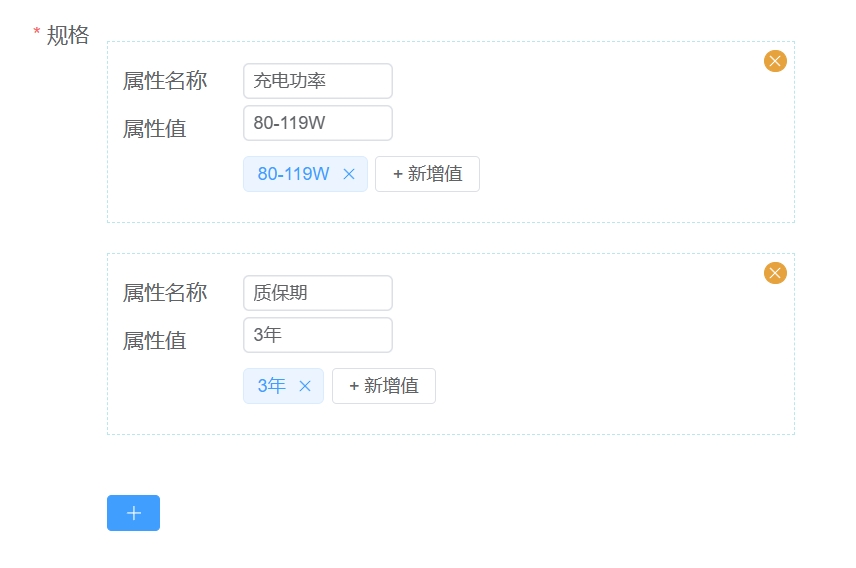 * 规格
属性名称 充电功率
属性值 80-119W
80-119W × + 新增值
属性名称 质保期
属性值 3年
3年 × + 新增值
+